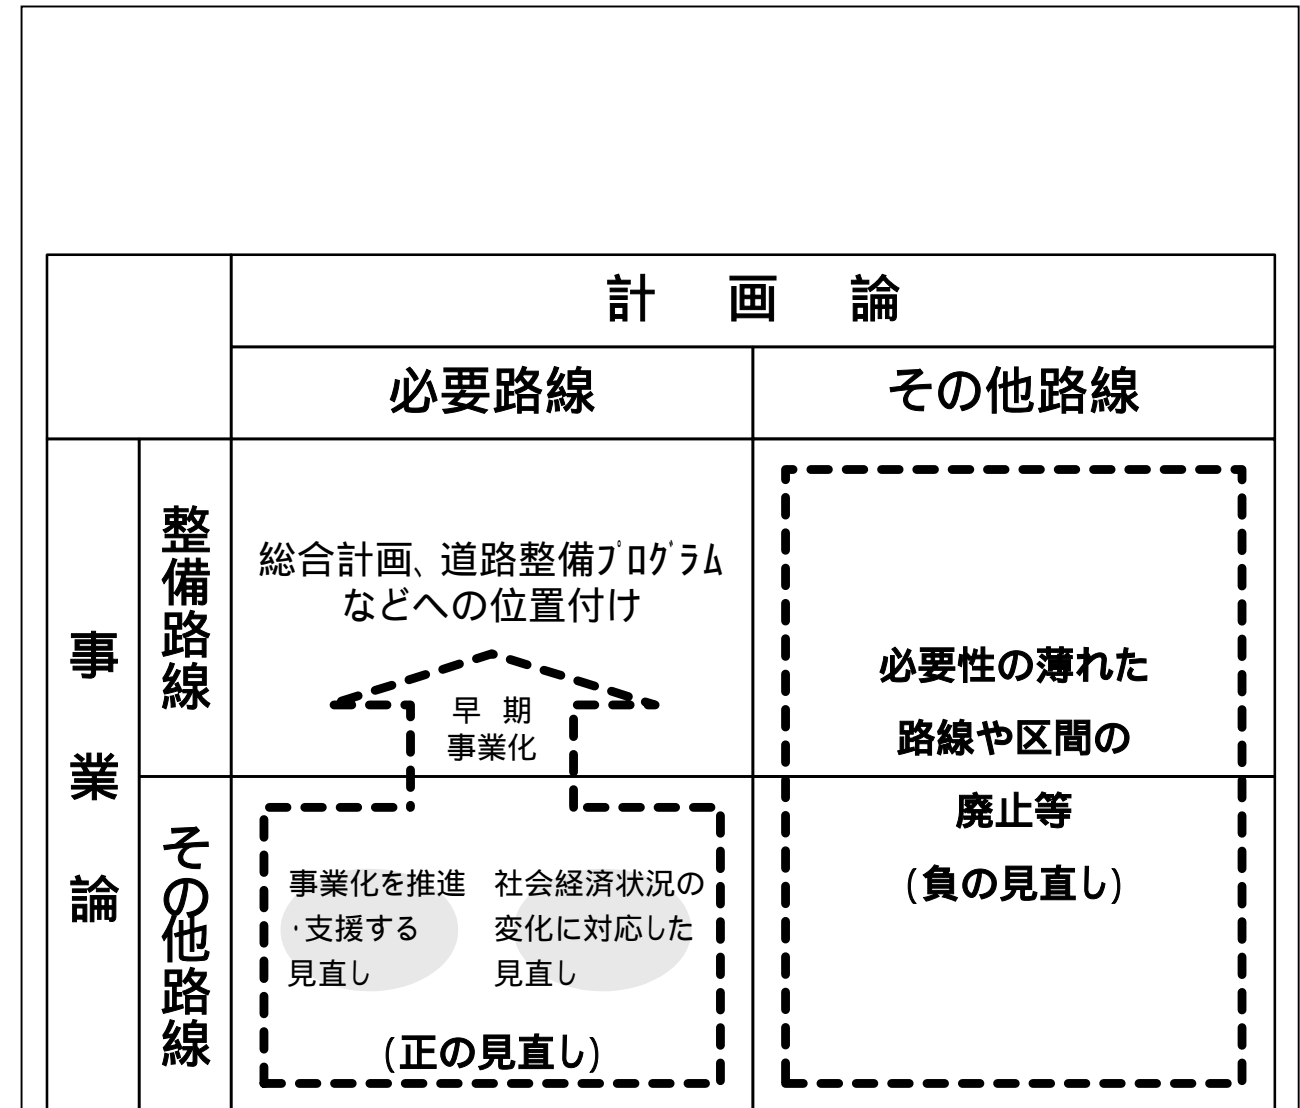 計画論
必要路線
その他路線
事業論
整備路線
総合計画、道路整備ﾌﾟﾛｸﾞﾗﾑ
などへの位置付け
早期
事業化
必要性の薄れた
路線や区間の
廃止等
(負の見直し)
その他路線
事業化を推進
・支援する
見直し
社会経済状況の
変化に対応した
見直し
(正の見直し)